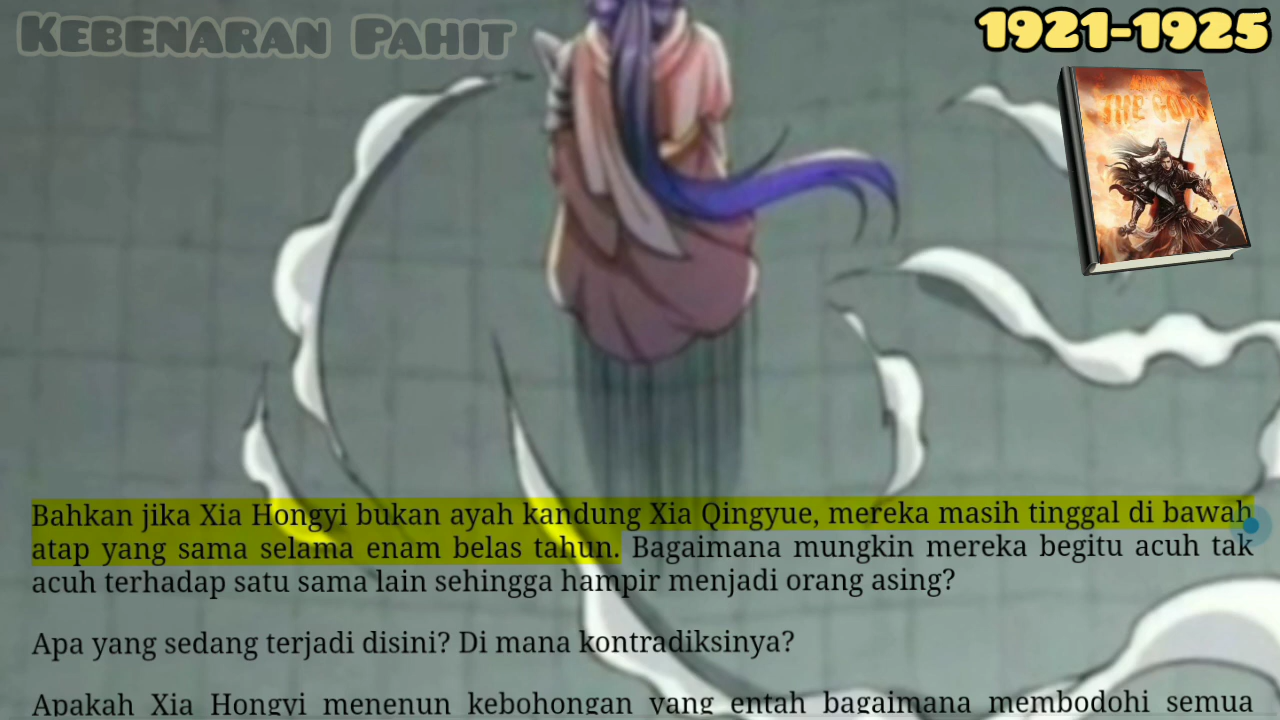 Kebenaran Pahit
1921-1925
THE GODS
Bahkan jika Xia Hongyi bukan ayah kandung Xia Qingyue, mereka masih tinggal di bawah
atap yang sama selama enam belas tahun. Bagaimana mungkin mereka begitu acuh tak
acuh terhadap satu sama lain sehingga hampir menjadi orang asing?
Apa yang sedang terjadi disini? Di mana kontradiksinya?
Apakah Xia Hongyi menenun kebohongan yang entah bagaimana membodohi semua